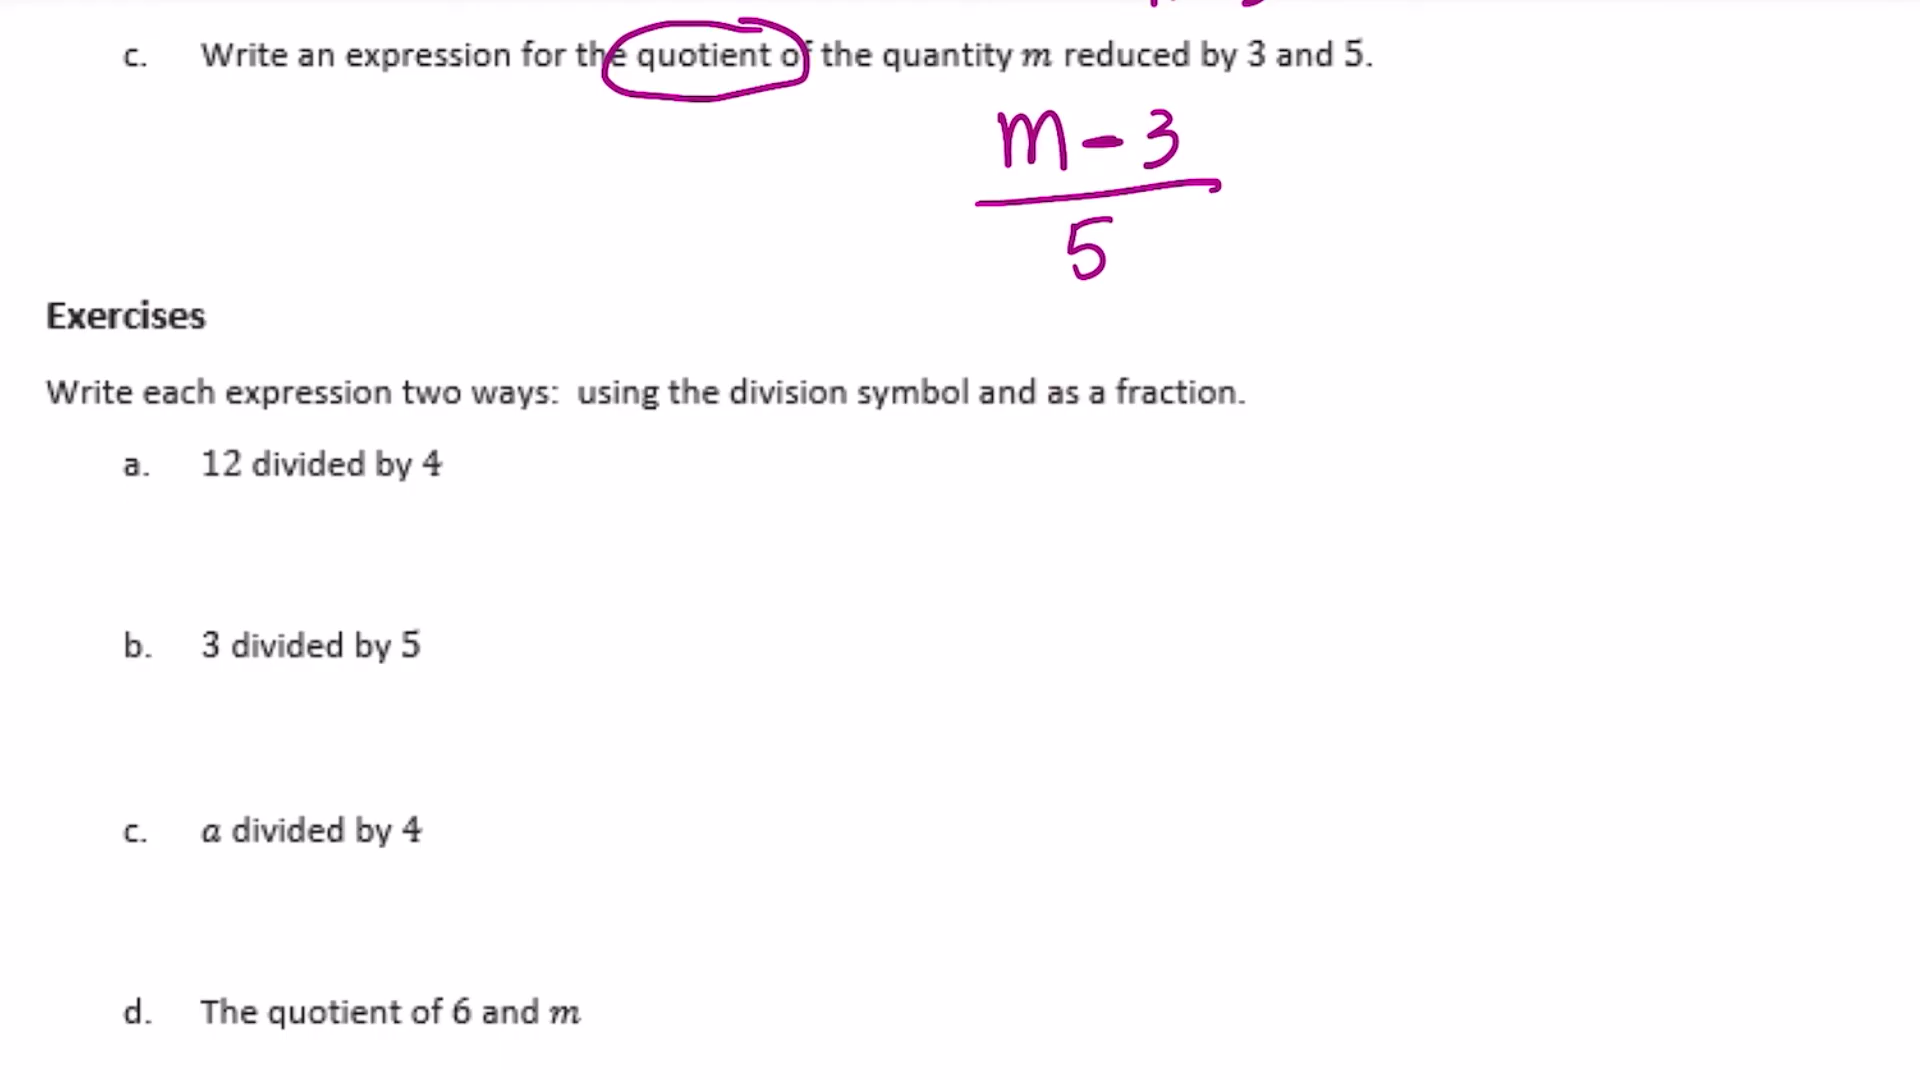 c. Write an expression for the quotient of the quantity m reduced by 3 and 5.
m - 3
5
Exercises
Write each expression two ways: using the division symbol and as a fraction.
a. 12 divided by 4
b. 3 divided by 5
c. a divided by 4
d. The quotient of 6 and m